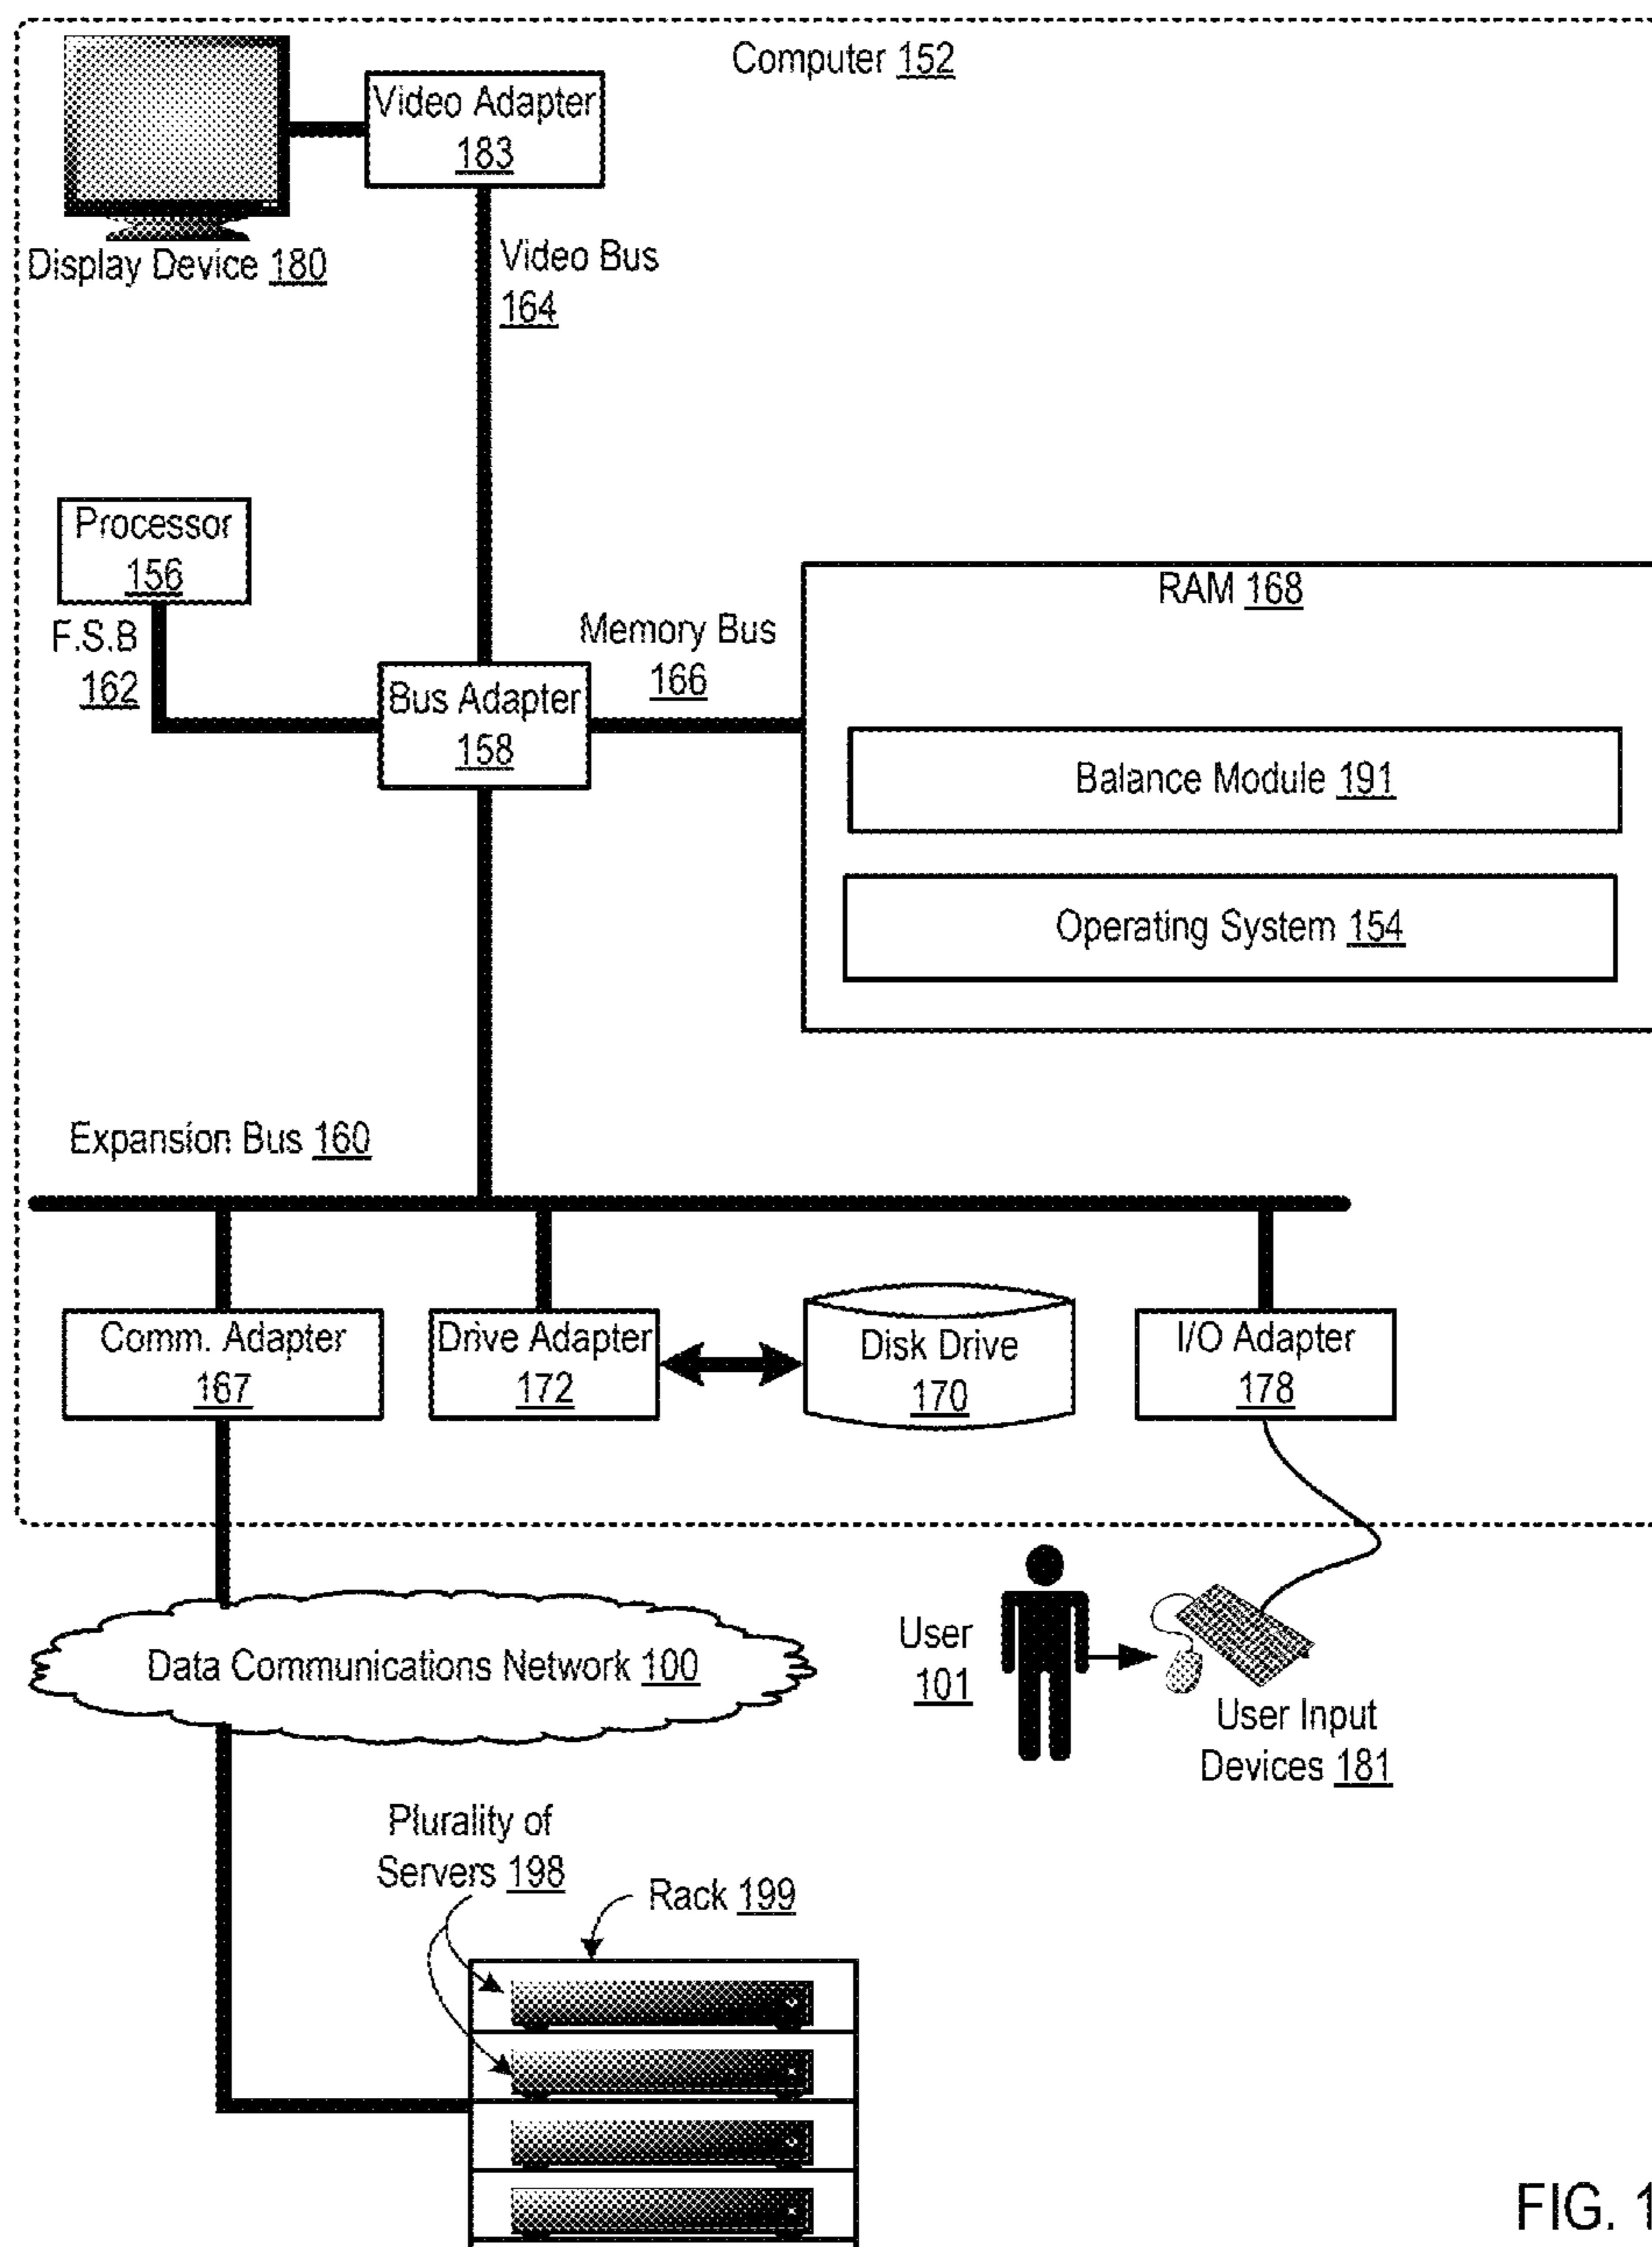 Computer 152
Video Adapter
183
Display Device 180
Video Bus
164
Processor
156
F.S.B
162
Bus Adapter
158
Memory Bus
166
RAM 168
Balance Module 191
Operating System 154
Expansion Bus 160
Comm. Adapter
167
Drive Adapter
172
Disk Drive
170
I/O Adapter
178
Data Communications Network 100
User
101
User Input
Devices 181
Plurality of
Servers 198
Rack 199
FIG. 1